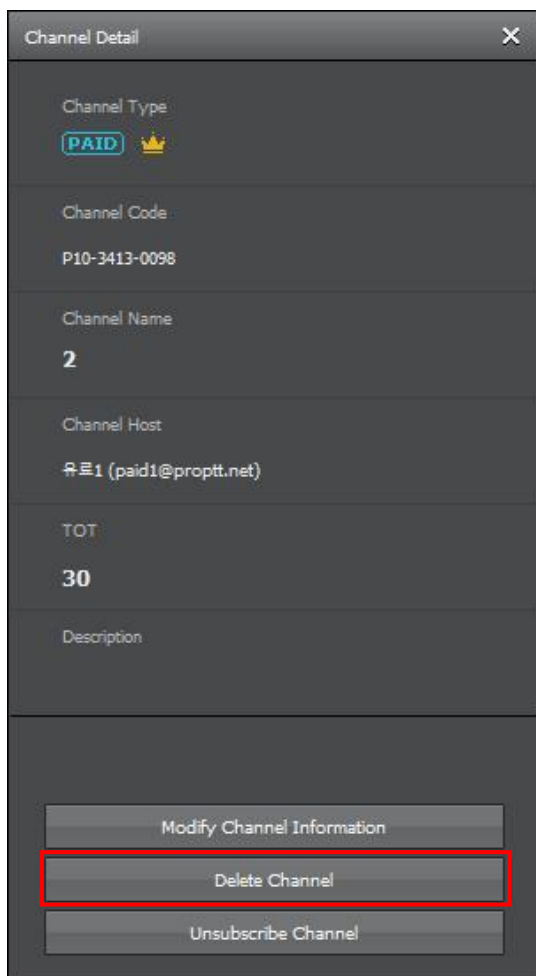 Channel Detail
Channel Type
PAID
Channel Code
P10-3413-0098
Channel Name
2
Channel Host
유료1 (paid1@proptt.net)
TOT
30
Description
Modify Channel Information
Delete Channel
Unsubscribe Channel